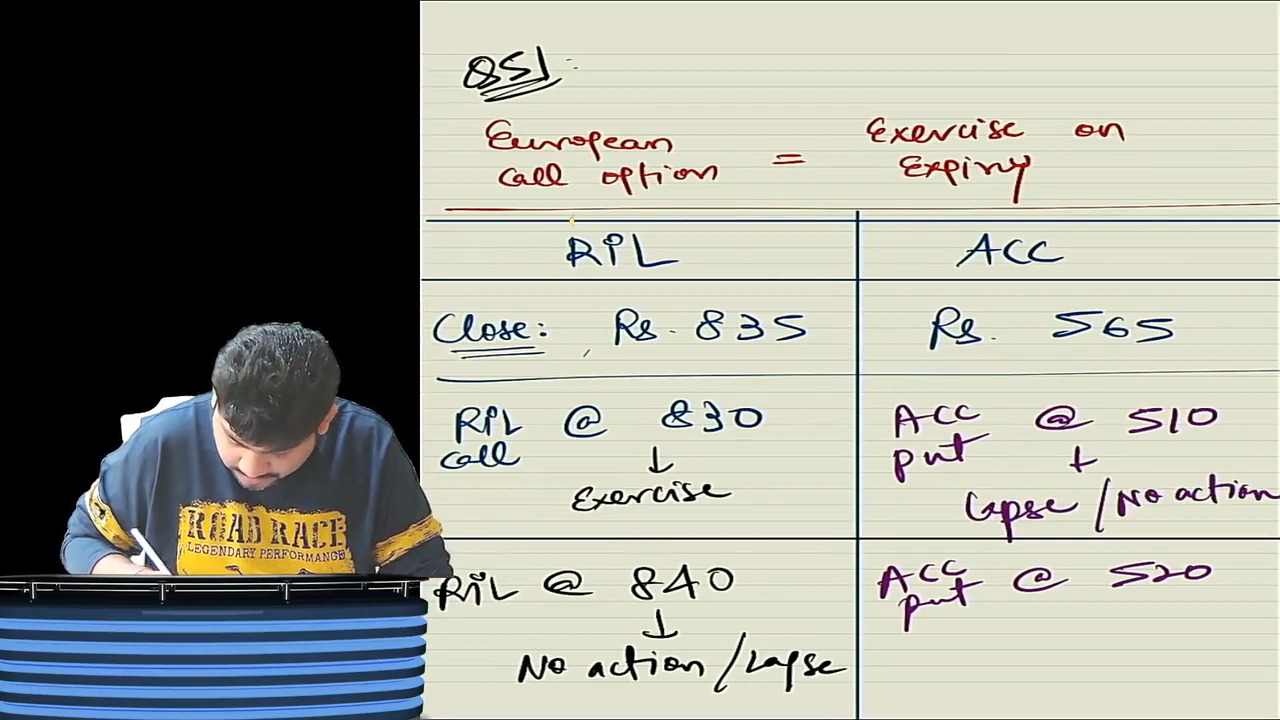 Q51:
European Exercise on
call option = Expiry
RIL ACC
Close: Rs. 835 Rs. 565
RIL @ 830 ACC @ 510
call put
Exercise Lapse / No action
RIL @ 840 ACC @ 520
put
No action / Lapse
ROAD RACE
LEGENDARY PERFORMANCE